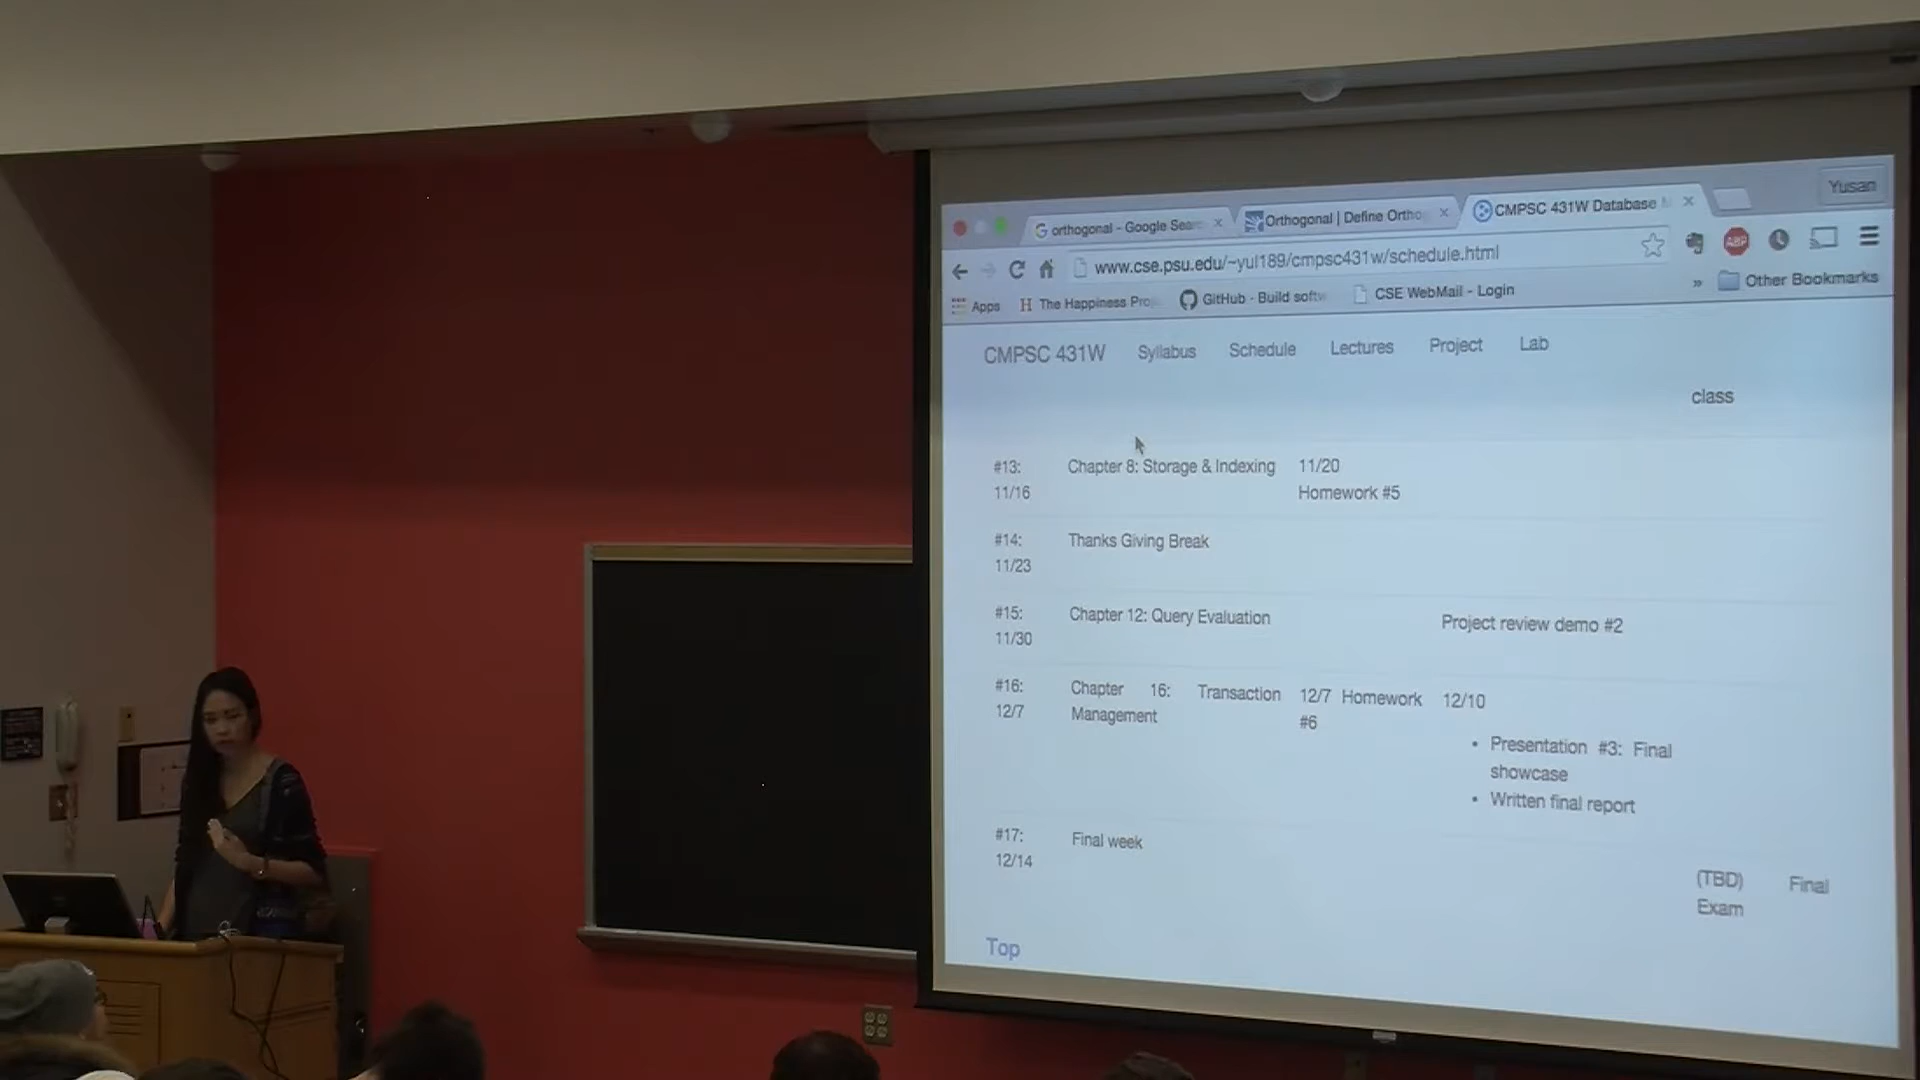 Yusan
orthogonal - Google Sear
Orthogonal | Define Ortho
CMPSC 431W Database M
www.cse.psu.edu/~yul189/cmpsc431w/schedule.html
ABP
Apps
H The Happiness Pro
GitHub - Build softw
CSE WebMail - Login
» Other Bookmarks
CMPSC 431W Syllabus Schedule Lectures Project Lab
class
#13: Chapter 8: Storage & Indexing 11/20
11/16 Homework #5
#14: Thanks Giving Break
11/23
#15: Chapter 12: Query Evaluation Project review demo #2
11/30
#16: Chapter 16: Transaction 12/7 Homework 12/10
12/7 Management #6
• Presentation #3: Final
showcase
• Written final report
#17: Final week
12/14
(TBD) Final
Exam
Top